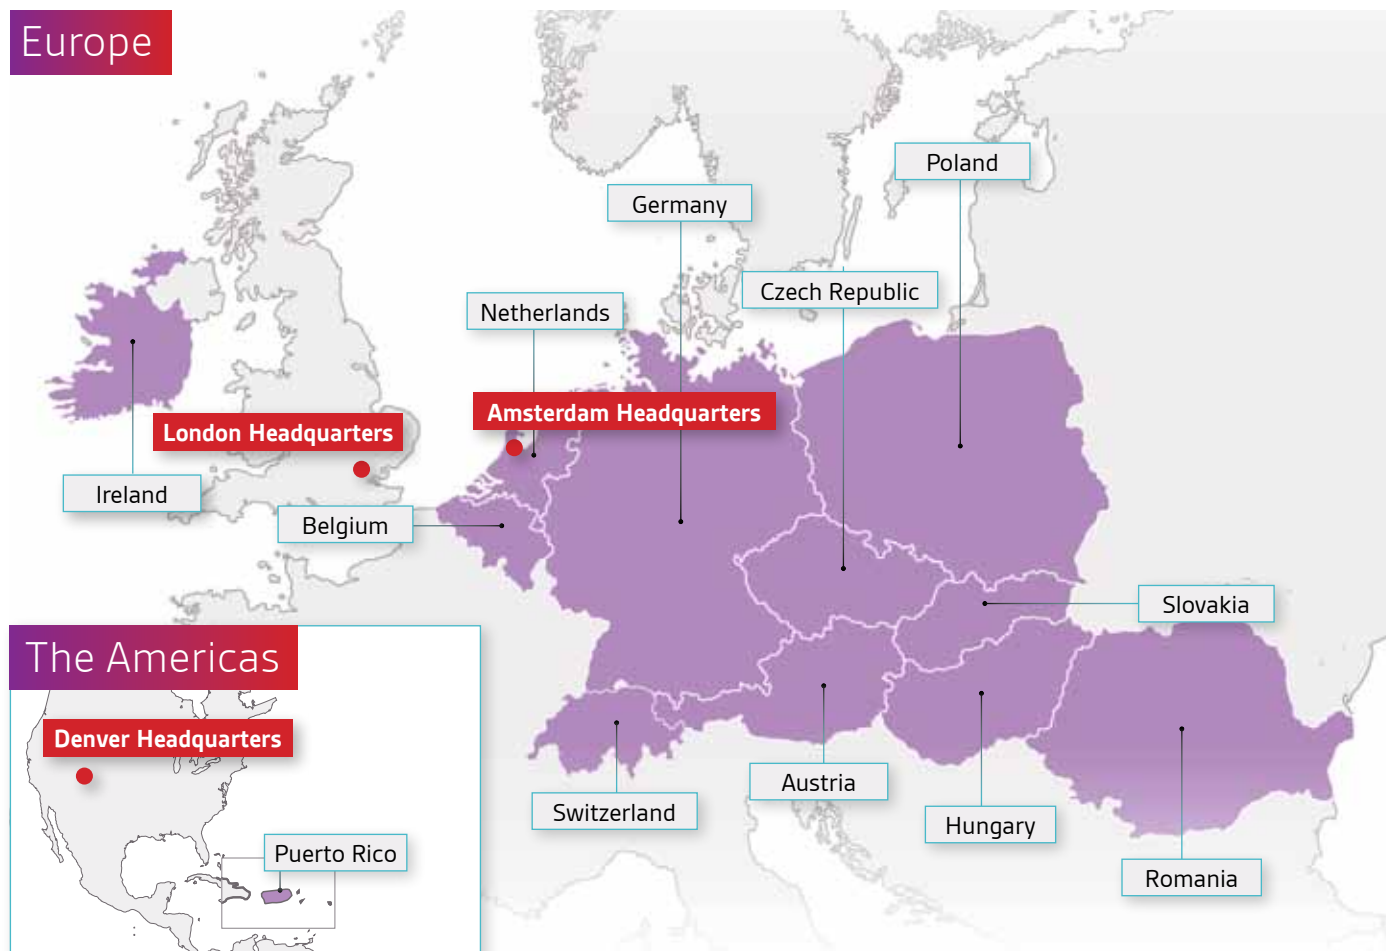 Europe
Poland
Germany
Czech Republic
Netherlands
Amsterdam Headquarters
London Headquarters
Ireland
Belgium
Slovakia
The Americas
Denver Headquarters
Austria
Switzerland
Hungary
Puerto Rico
Romania